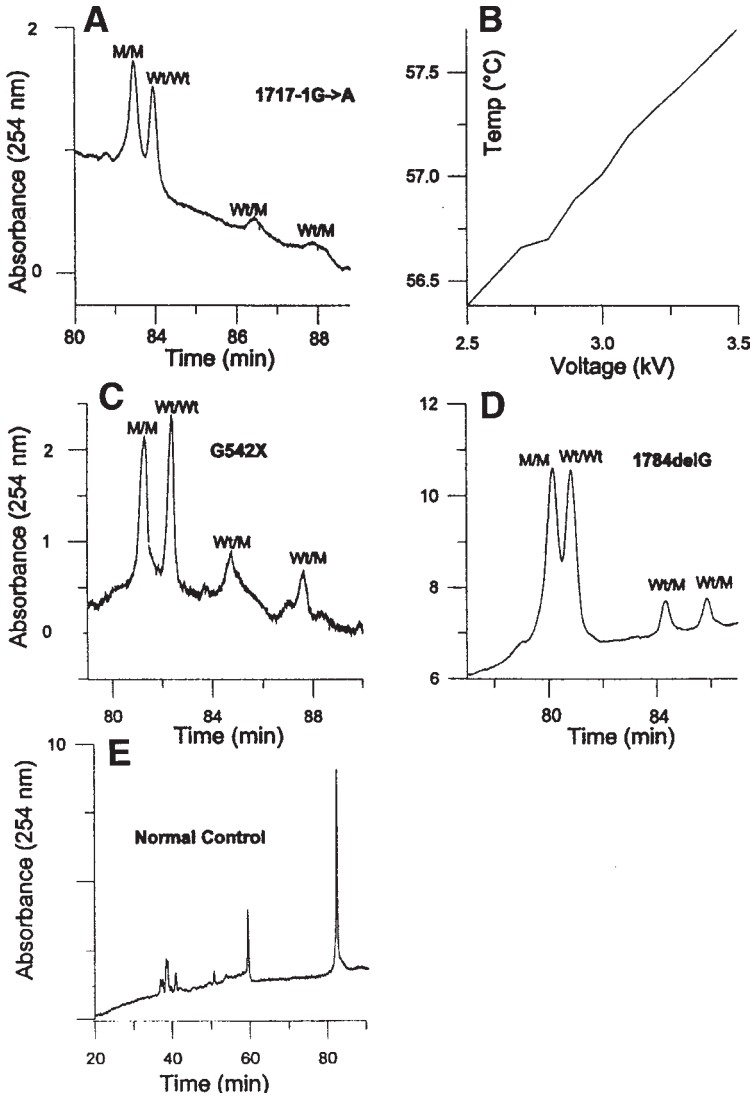 A
2
M/M
Wt/Wt
1717-1G->A
Wt/M
Wt/M
0
Absorbance (254 nm)
80
84
86
88
Time (min)
B
57.5
57.0
56.5
Temp (°C)
2.5
3.0
3.5
Voltage (kV)
C
M/M
Wt/Wt
G542X
2
1
0
Wt/M
Wt/M
Absorbance (254 nm)
80
84
88
Time (min)
D
12
10
8
6
M/M
Wt/Wt
1784delG
Wt/M
Wt/M
80
84
Time (min)
E
10
Normal Control
Absorbance (254 nm)
20
40
60
80
Time (min)